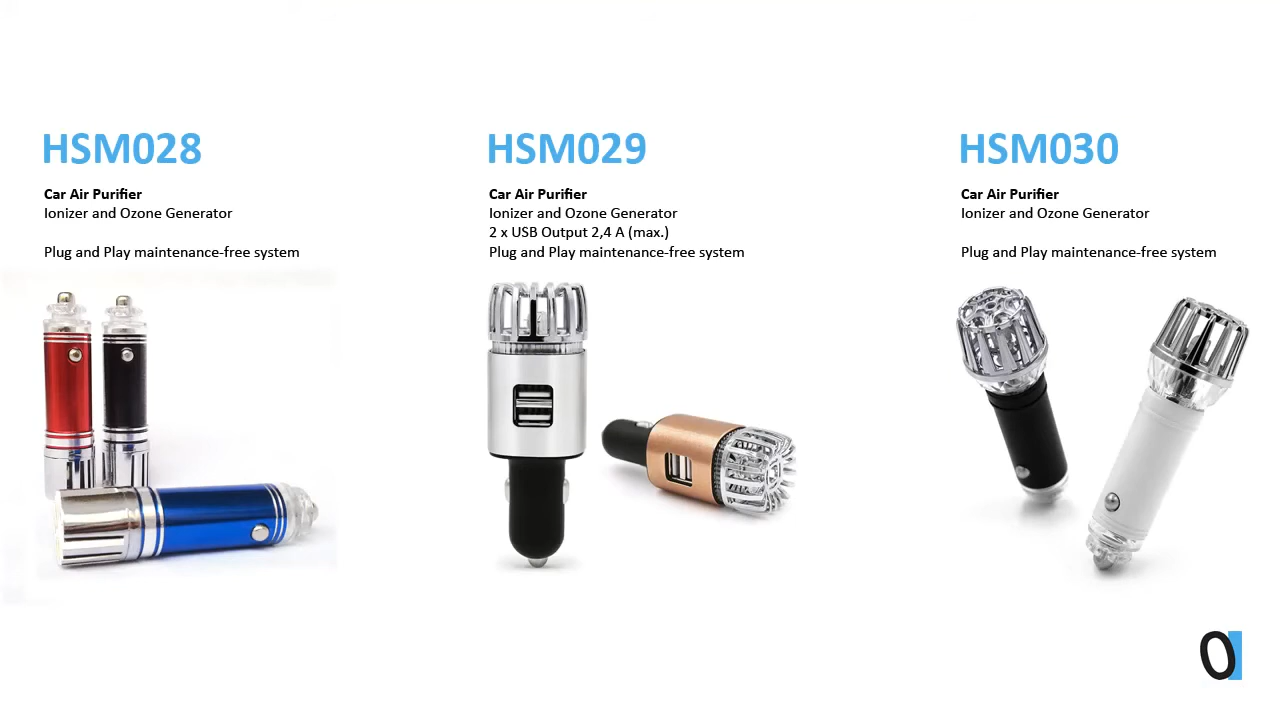 HSM028
Car Air Purifier
Ionizer and Ozone Generator
Plug and Play maintenance-free system
HSM029
Car Air Purifier
Ionizer and Ozone Generator
2 x USB Output 2,4 A (max.)
Plug and Play maintenance-free system
HSM030
Car Air Purifier
Ionizer and Ozone Generator
Plug and Play maintenance-free system